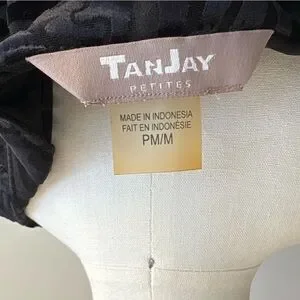 TANJAY
PETITES
MADE IN INDONESIA
FAIT EN INDONÉSIE
PM/M